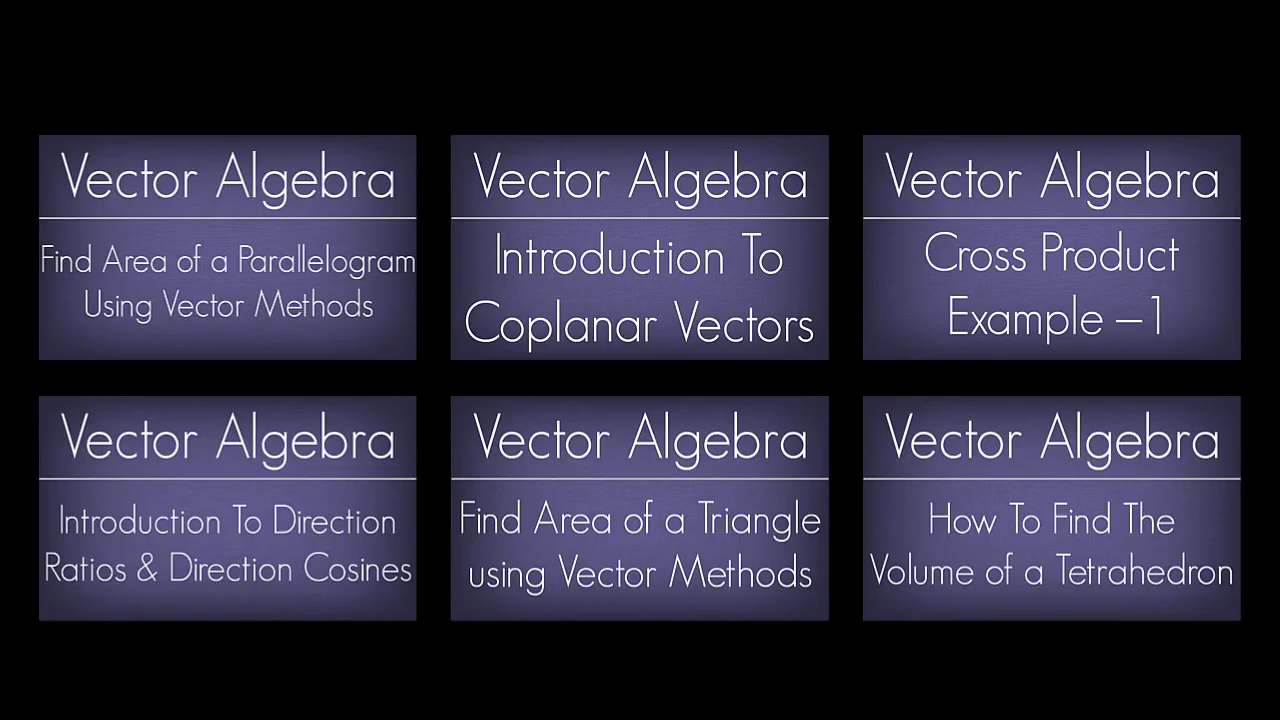 Vector Algebra
Find Area of a Parallelogram
Using Vector Methods
Vector Algebra
Introduction To
Coplanar Vectors
Vector Algebra
Cross Product
Example –1
Vector Algebra
Introduction To Direction
Ratios & Direction Cosines
Vector Algebra
Find Area of a Triangle
using Vector Methods
Vector Algebra
How To Find The
Volume of a Tetrahedron